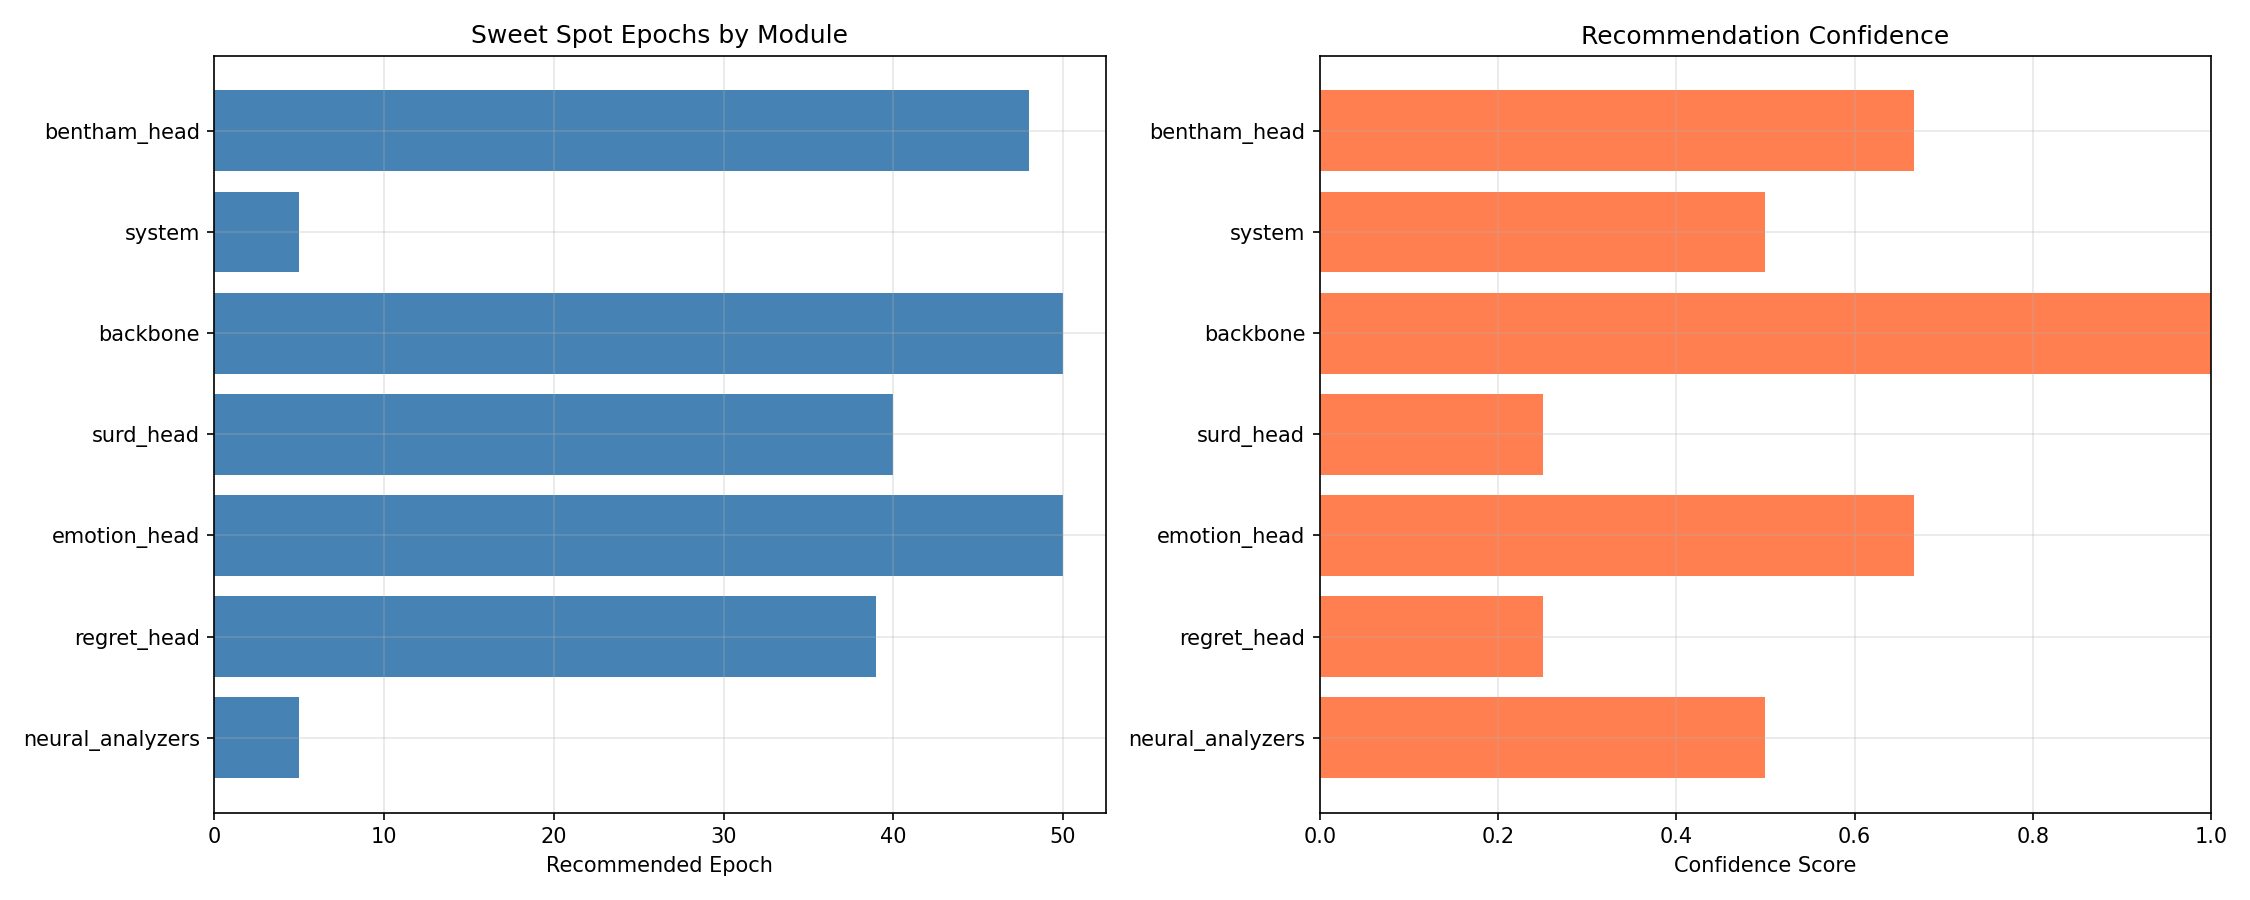 Sweet Spot Epochs by Module
bentham_head
system
backbone
surd_head
emotion_head
regret_head
neural_analyzers
0 10 20 30 40 50
Recommended Epoch
Recommendation Confidence
bentham_head
system
backbone
surd_head
emotion_head
regret_head
neural_analyzers
0.0 0.2 0.4 0.6 0.8 1.0
Confidence Score